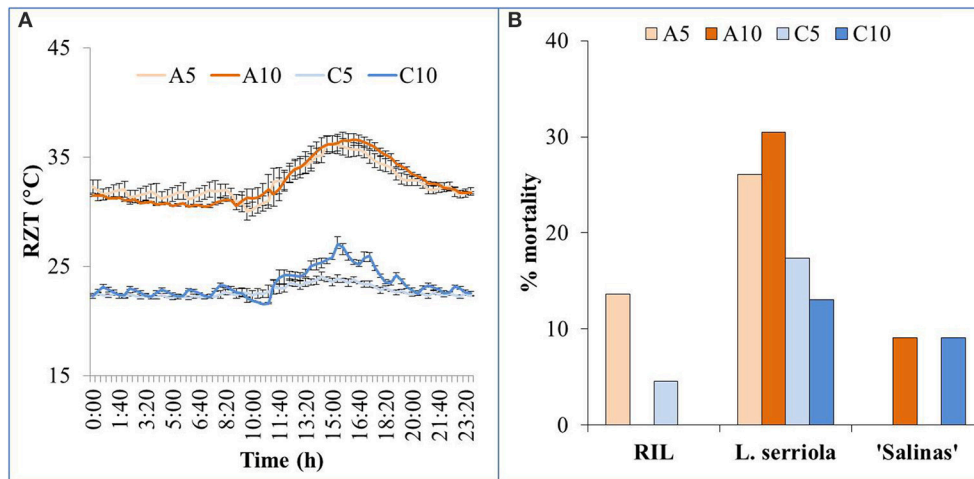 A
45
35
25
15
RZT (°C)
A5 A10 C5 C10
0:00 1:40 3:20 5:00 6:40 8:20 10:00 11:40 13:20 15:00 16:40 18:20 20:00 21:40 23:20
Time (h)
B
A5 A10 C5 C10
40
30
20
10
0
% mortality
RIL L. serriola 'Salinas'